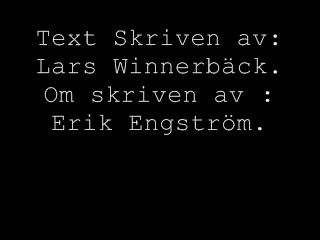 Text Skriven av:
Lars Winnerbäck.
Om skriven av :
Erik Engström.